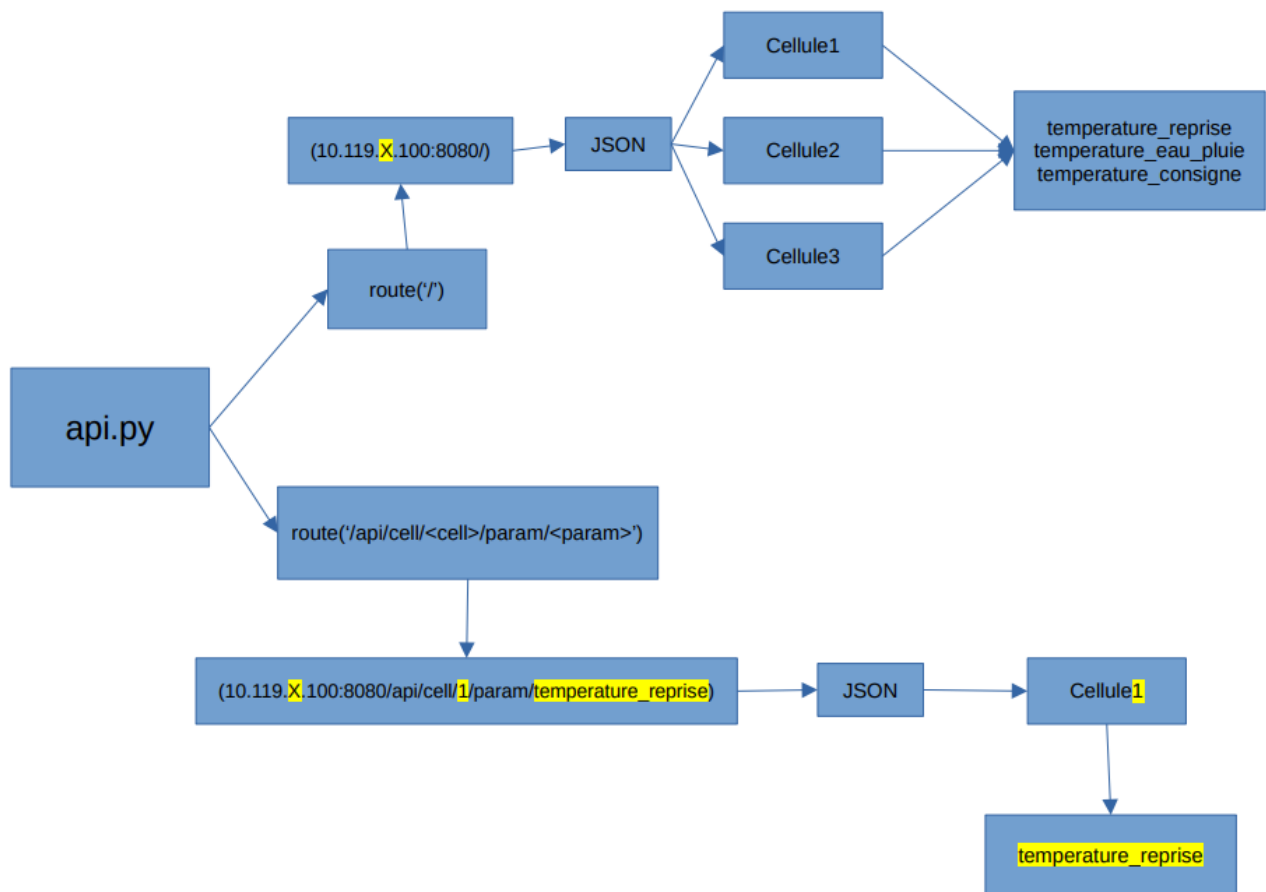 Cellule1
(10.119.X.100:8080/)
JSON
Cellule2
temperature_reprise
temperature_eau_pluie
temperature_consigne
Cellule3
route(‘/’)
api.py
route(‘/api/cell/<cell>/param/<param>’)
(10.119.X.100:8080/api/cell/1/param/temperature_reprise)
JSON
Cellule1
temperature_reprise